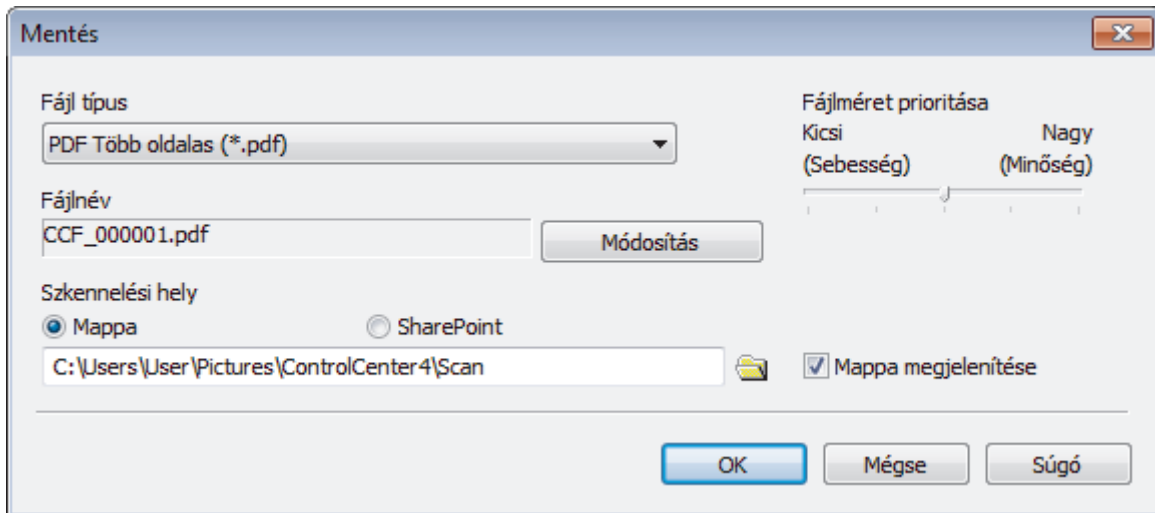 Mentés
Fájl típus
PDF Több oldalas (*.pdf)
Fájlméret prioritása
Kicsi Nagy
(Sebesség) (Minőség)
Fájlnév
CCF_000001.pdf
Módosítás
Szkennelési hely
Mappa SharePoint
C:\Users\User\Pictures\ControlCenter4\Scan
Mappa megjelenítése
OK Mégse Súgó